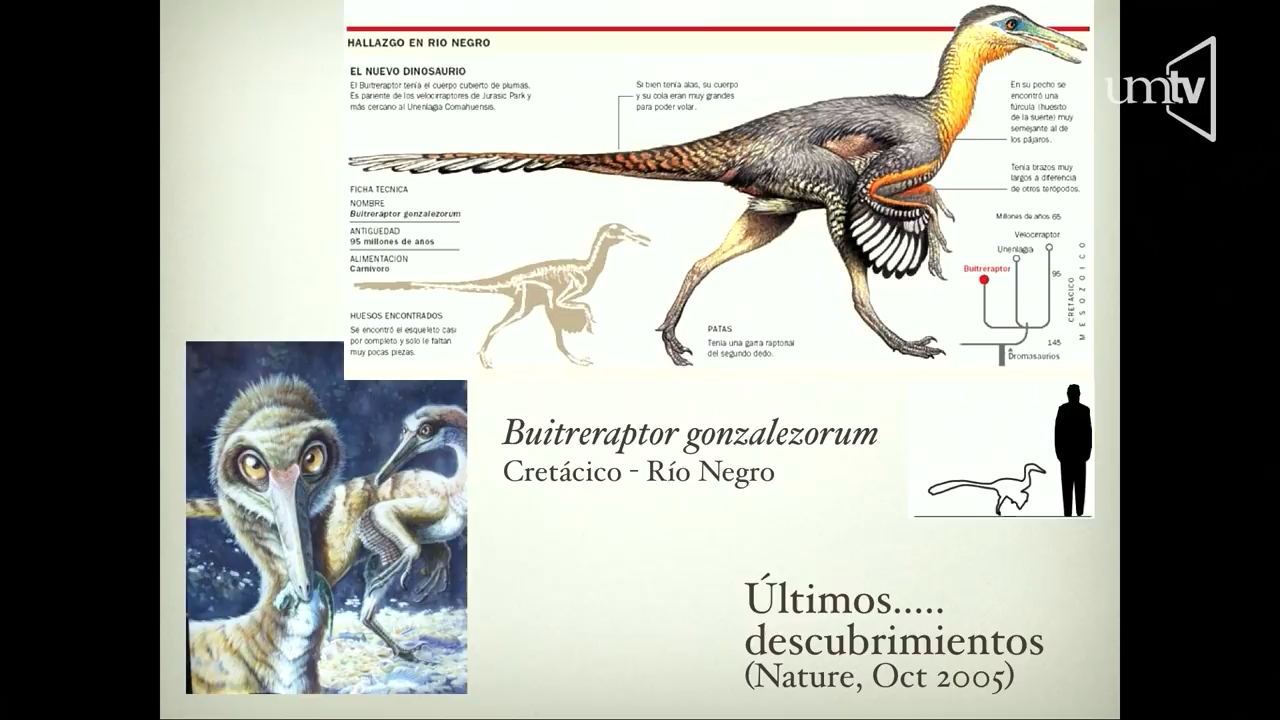 HALLAZGO EN RIO NEGRO
EL NUEVO DINOSAURIO
El Buitreraptor tenía el cuerpo cubierto de plumas.
Es pariente de los velocirraptores de Jurasic Park y
más cercano al Unenlagia Comahuensis.
Si bien tenía alas, su cuerpo
y su cola eran muy grandes
para poder volar.
En su pecho se
encontró una
fúrcula (huesito
de la suerte) muy
semejante al de
los pájaros.
Tenía brazos muy
largos a diferencia
de otros terópodos.
FICHA TECNICA
NOMBRE
Buitreraptor gonzalezorum
ANTIGUEDAD
95 millones de años
ALIMENTACION
Carnívoro
HUESOS ENCONTRADOS
Se encontró el esqueleto casi
por completo y solo le faltan
muy pocas piezas.
PATAS
Tenía una garra raptorial
del segundo dedo.
Millones de años 65
Velocirraptor
Unenlagia
Buitreraptor
95
CRETACICO
MESOZOICO
145
Dromasaurios
umtv
Buitreraptor gonzalezorum
Cretácico - Río Negro
Últimos.....
descubrimientos
(Nature, Oct 2005)